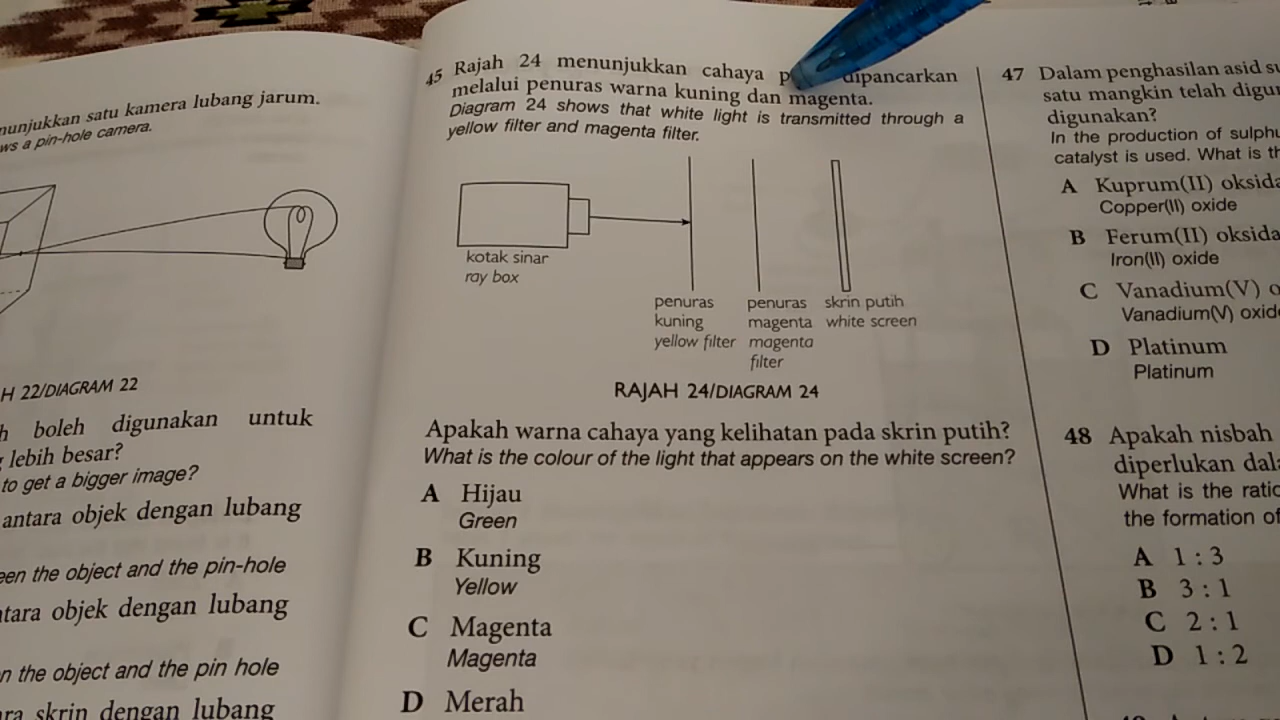 nunjukkan satu kamera lubang jarum.
ws a pin-hole camera.
H 22/DIAGRAM 22
h boleh digunakan untuk
lebih besar?
to get a bigger image?
antara objek dengan lubang
een the object and the pin-hole
ntara objek dengan lubang
n the object and the pin hole
ara skrin dengan lubang
45 Rajah 24 menunjukkan cahaya p dipancarkan
melalui penuras warna kuning dan magenta.
Diagram 24 shows that white light is transmitted through a
yellow filter and magenta filter.
kotak sinar
ray box
penuras
kuning
yellow filter
penuras
magenta
magenta
filter
skrin putih
white screen
RAJAH 24/DIAGRAM 24
Apakah warna cahaya yang kelihatan pada skrin putih?
What is the colour of the light that appears on the white screen?
A Hijau
Green
B Kuning
Yellow
C Magenta
Magenta
D Merah
47 Dalam penghasilan asid su
satu mangkin telah digun
digunakan?
In the production of sulphu
catalyst is used. What is th
A Kuprum(II) oksida
Copper(II) oxide
B Ferum(II) oksida
Iron(II) oxide
C Vanadium(V) o
Vanadium(V) oxide
D Platinum
Platinum
48 Apakah nisbah
diperlukan dala
What is the ratio
the formation of
A 1 : 3
B 3 : 1
C 2 : 1
D 1 : 2